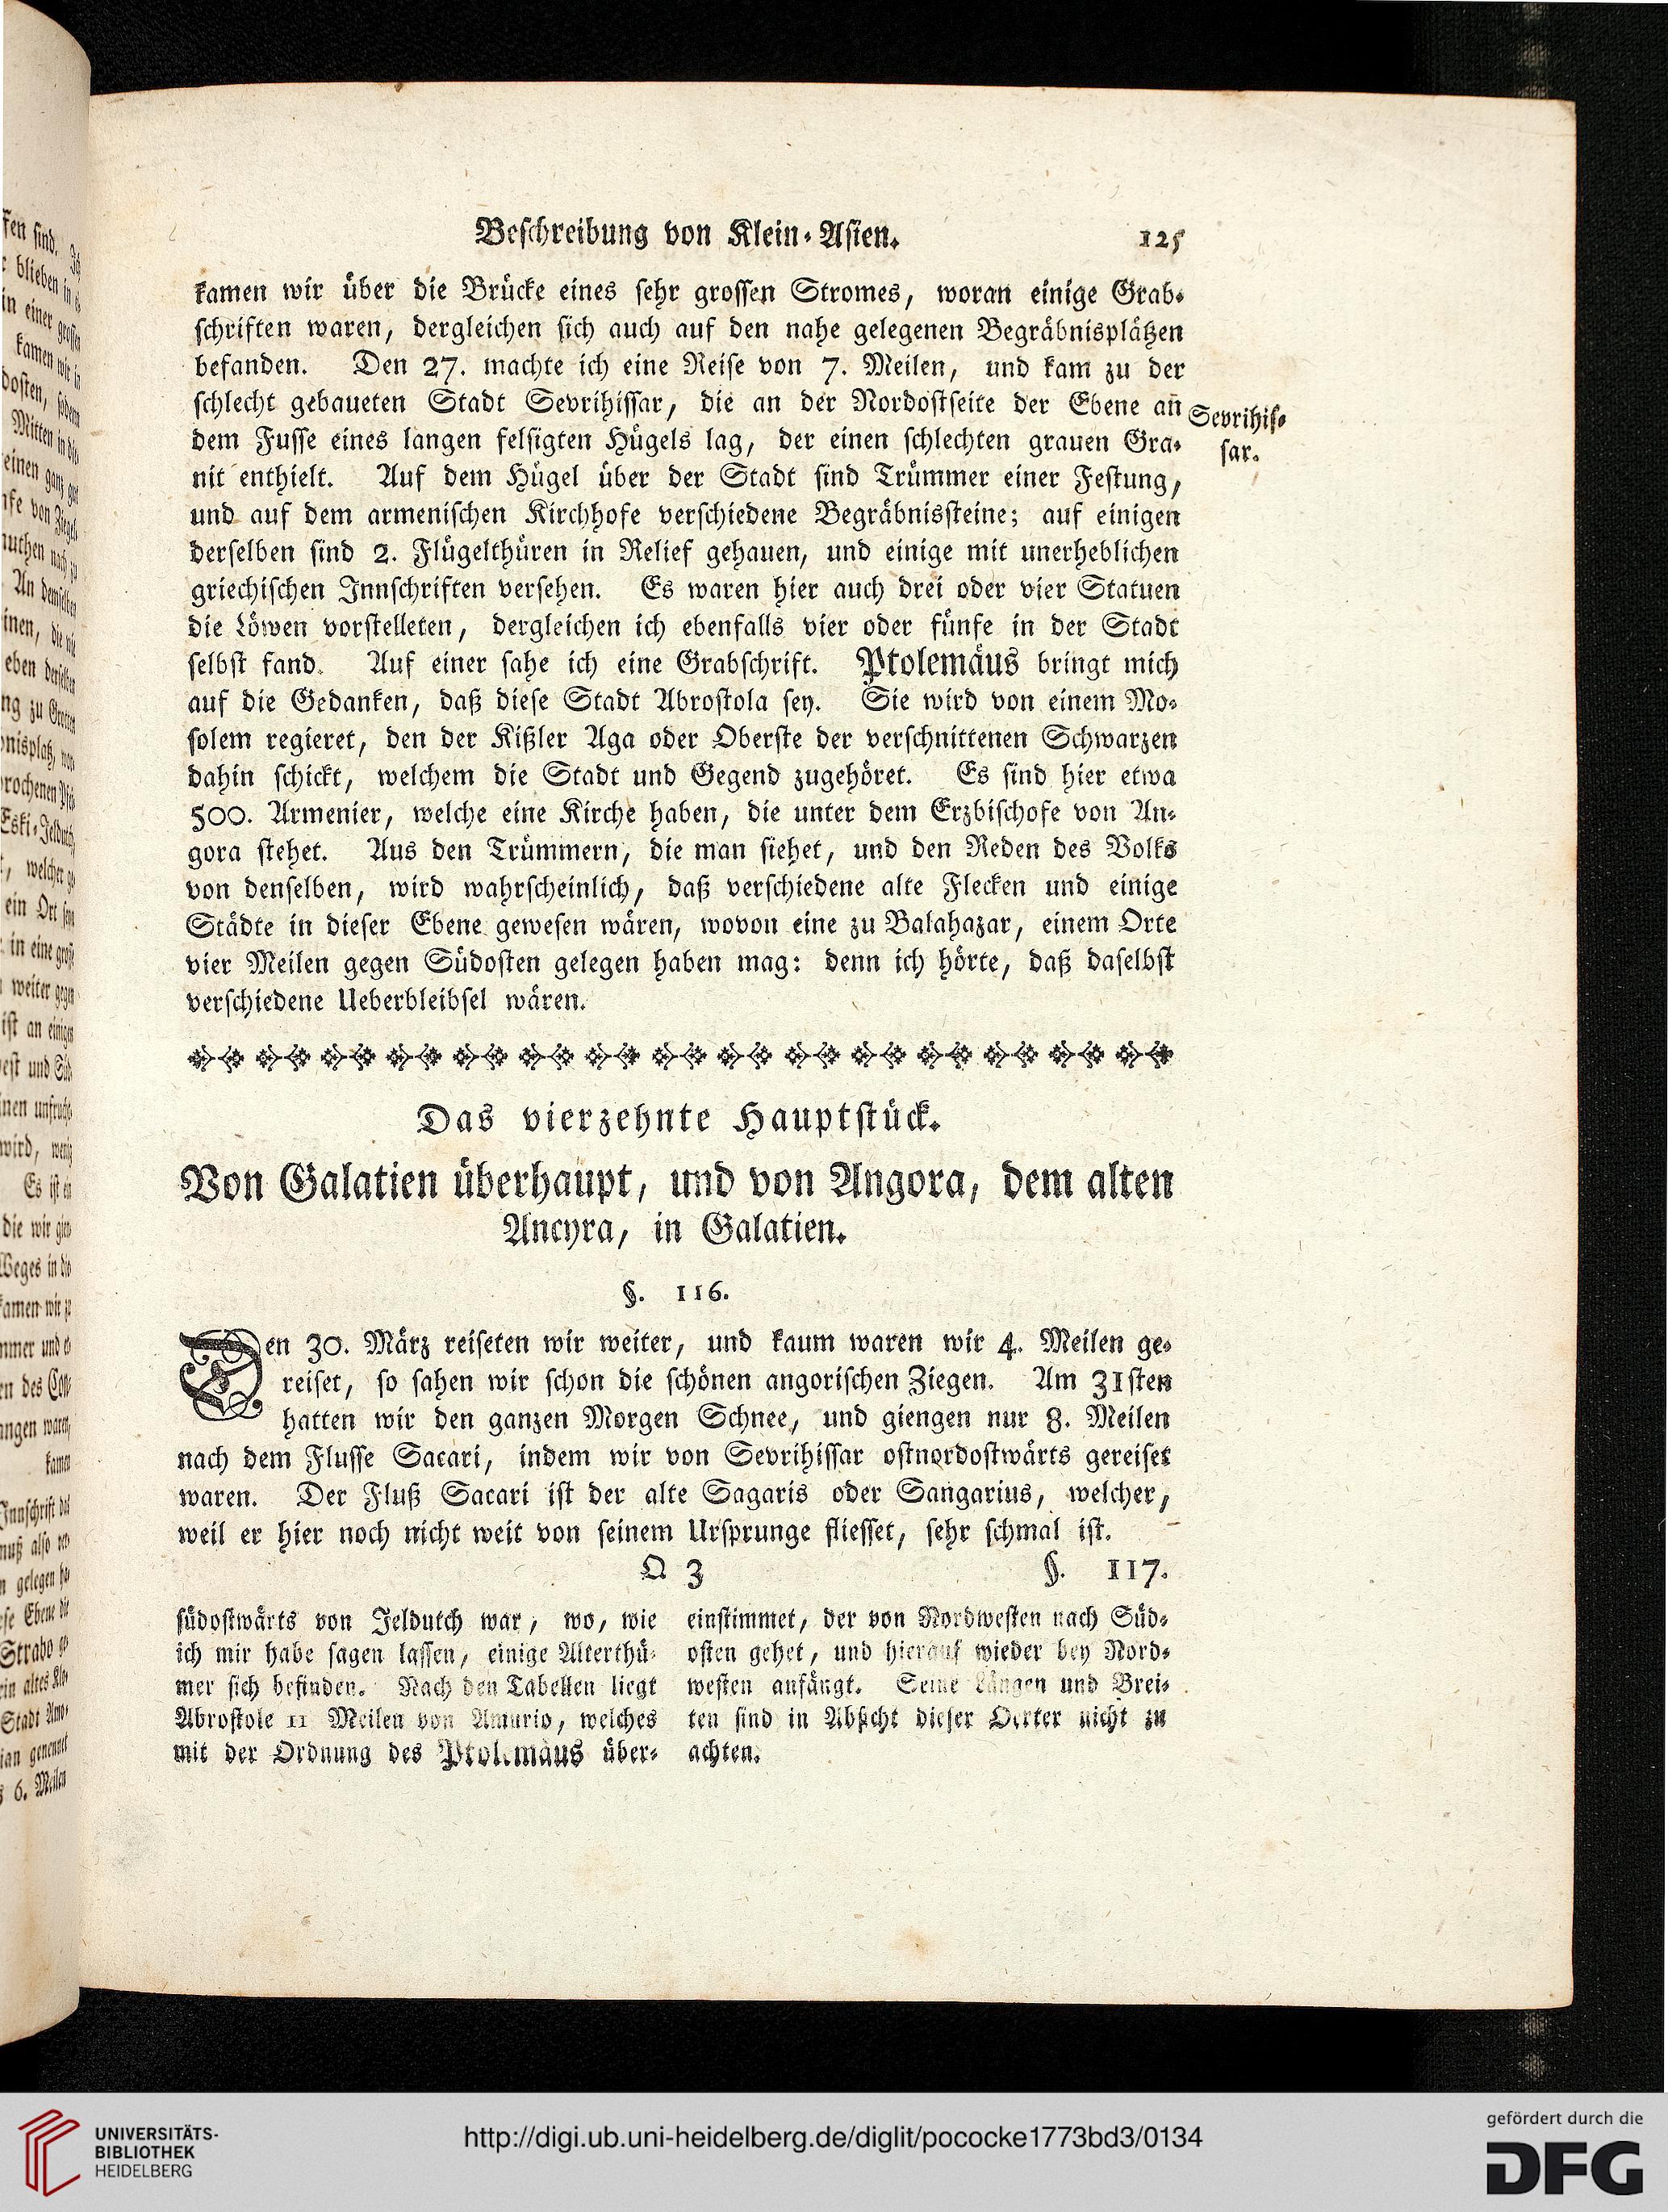 Beſchreibung von Klein-Aſien. 125
kamen wir über die Brücke eines ſehr groſſen Stromes, woran einige Grab-
ſchriften waren, dergleichen ſich auch auf den nahe gelegenen Begräbnisplätzen
befanden. Den 27. machte ich eine Reiſe von 7. Meilen, und kam zu der
ſchlecht gebaueten Stadt Sevrihiſſar, die an der Nordoſtſeite der Ebene an
Sevrihiſ-
ſar.
dem Fuſſe eines langen felſigten Hügels lag, der einen ſchlechten grauen Gra-
nit enthielt. Auf dem Hügel über der Stadt ſind Trümmer einer Feſtung,
und auf dem armeniſchen Kirchhofe verſchiedene Begräbnisſteine; auf einigen
derſelben ſind 2. Flügelthüren in Relief gehauen, und einige mit unerheblichen
griechiſchen Innſchriften verſehen. Es waren hier auch drei oder vier Statuen
die Löwen vorſtelleten, dergleichen ich ebenfalls vier oder fünfe in der Stadt
ſelbſt fand. Auf einer ſahe ich eine Grabſchrift. Ptolemäus bringt mich
auf die Gedanken, daß dieſe Stadt Abroſtola ſey. Sie wird von einem Mo-
ſolem regieret, den der Kißler Aga oder Oberſte der verſchnittenen Schwarzen
dahin ſchickt, welchem die Stadt und Gegend zugehöret. Es ſind hier etwa
500. Armenier, welche eine Kirche haben, die unter dem Erzbiſchofe von An-
gora ſtehet. Aus den Trümmern, die man ſiehet, und den Reden des Volks
von denſelben, wird wahrſcheinlich, daß verſchiedene alte Flecken und einige
Städte in dieſer Ebene geweſen wären, wovon eine zu Balahazar, einem Orte
vier Meilen gegen Südoſten gelegen haben mag: denn ich hörte, daß daſelbſt
verſchiedene Ueberbleibſel wären.
Das vierzehnte Hauptſtück.
Von Galatien überhaupt, und von Angora, dem alten
Ancyra, in Galatien.
§. 116.
Den 30. März reiſeten wir weiter, und kaum waren wir 4. Meilen ge-
reiſet, ſo ſahen wir ſchon die ſchönen angoriſchen Ziegen. Am 31ſten
hatten wir den ganzen Morgen Schnee, und giengen nur 8. Meilen
nach dem Fluſſe Sacari, indem wir von Sevrihiſſar oſtnordoſtwärts gereiſet
waren. Der Fluß Sacari iſt der alte Sagaris oder Sangarius, welcher,
weil er hier noch nicht weit von ſeinem Urſprunge flieſſet, ſehr ſchmal iſt.
Q 3 §. 117.
ſüdoſtwärts von Jeldutch war, wo, wie
ich mir habe ſagen laſſen, einige Alterthü-
mer ſich befinden. Nach den Tabellen liegt
Abroſtole 11 Meilen von Amurio, welches
mit der Ordnung des Ptolemäus über-
einſtimmet, der von Nordweſten nach Süd-
oſten gehet, und hierauf wieder bey Nord-
weſten anfängt. Seine Längen und Brei-
ten ſind in Abſicht dieſer Oerter nicht zu
achten.
UNIVERSITÄTS-
BIBLIOTHEK
HEIDELBERG
http://digi.ub.uni-heidelberg.de/diglit/pococke1773bd3/0134
gefördert durch die
DFG